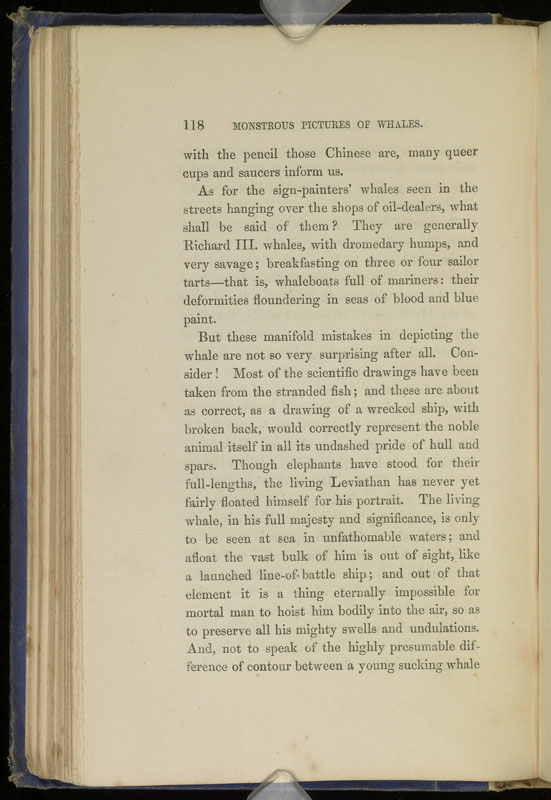 118 MONSTROUS PICTURES OF WHALES.
with the pencil those Chinese are, many queer
cups and saucers inform us.
As for the sign-painters' whales seen in the
streets hanging over the shops of oil-dealers, what
shall be said of them? They are generally
Richard III. whales, with dromedary humps, and
very savage; breakfasting on three or four sailor
tarts—that is, whaleboats full of mariners: their
deformities floundering in seas of blood and blue
paint.
But these manifold mistakes in depicting the
whale are not so very surprising after all. Con-
sider! Most of the scientific drawings have been
taken from the stranded fish; and these are about
as correct, as a drawing of a wrecked ship, with
broken back, would correctly represent the noble
animal itself in all its undashed pride of hull and
spars. Though elephants have stood for their
full-lengths, the living Leviathan has never yet
fairly floated himself for his portrait. The living
whale, in his full majesty and significance, is only
to be seen at sea in unfathomable waters; and
afloat the vast bulk of him is out of sight, like
a launched line-of-battle ship; and out of that
element it is a thing eternally impossible for
mortal man to hoist him bodily into the air, so as
to preserve all his mighty swells and undulations.
And, not to speak of the highly presumable dif-
ference of contour between a young sucking whale